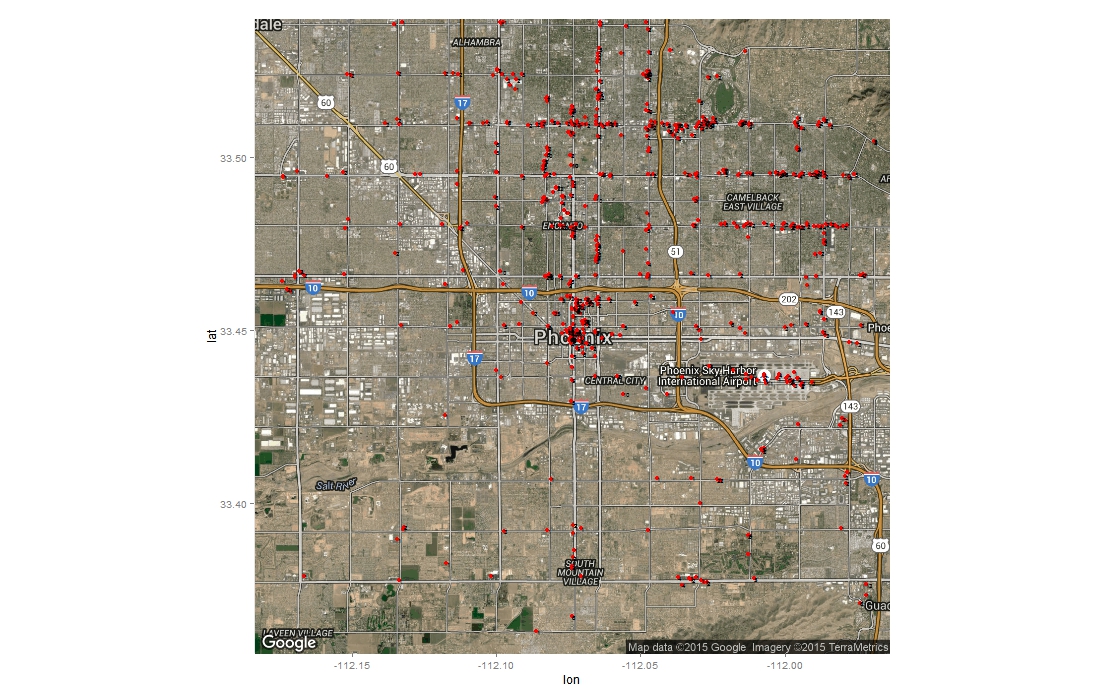 dale
ALHAMBRA
60
17
33.50
60
AR
CAMELBACK
EAST VILLAGE
ENCANTO
51
10
10
202
10
143
Phoe
33.45
lat
Phoenix
17
Phoenix Sky Harbor
International Airport
CENTRAL CITY
17
143
10
10
Salt River
33.40
60
SOUTH
MOUNTAIN
VILLAGE
Guad
LAVEEN VILLAGE
Google
Map data ©2015 Google Imagery ©2015 TerraMetrics
-112.15
-112.10
-112.05
-112.00
lon